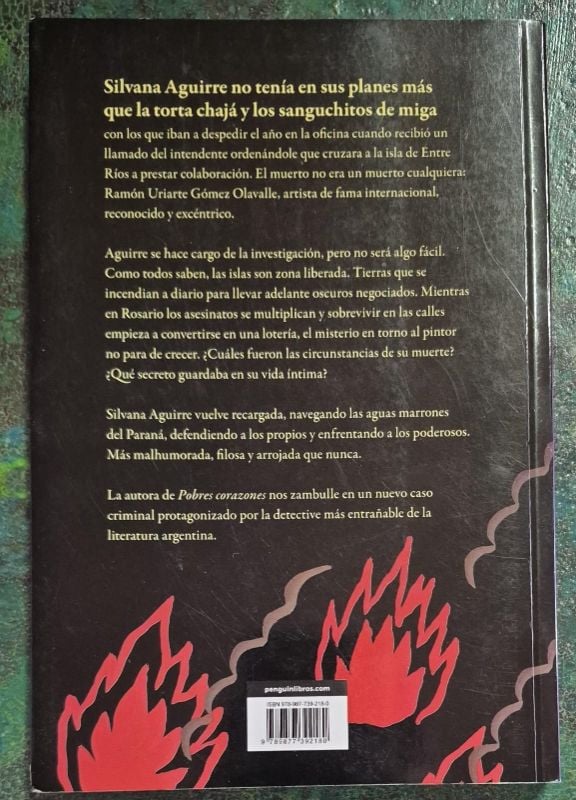 Silvana Aguirre no tenía en sus planes más
que la torta chajá y los sanguchitos de miga
con los que iban a despedir el año en la oficina cuando recibió un
llamado del intendente ordenándole que cruzara a la isla de Entre
Ríos a prestar colaboración. El muerto no era un muerto cualquiera:
Ramón Uriarte Gómez Olavalle, artista de fama internacional,
reconocido y excéntrico.
Aguirre se hace cargo de la investigación, pero no será algo fácil.
Como todos saben, las islas son zona liberada. Tierras que se
incendian a diario para llevar adelante oscuros negociados. Mientras
en Rosario los asesinatos se multiplican y sobrevivir en las calles
empieza a convertirse en una lotería, el misterio en torno al pintor
no para de crecer. ¿Cuáles fueron las circunstancias de su muerte?
¿Qué secreto guardaba en su vida íntima?
Silvana Aguirre vuelve recargada, navegando las aguas marrones
del Paraná, defendiendo a los propios y enfrentando a los poderosos.
Más malhumorada, filosa y arrojada que nunca.
La autora de Pobres corazones nos zambulle en un nuevo caso
criminal protagonizado por la detective más entrañable de la
literatura argentina.
penguinlibros.com
ISBN 978-987-739-218-0
9 789877 392180